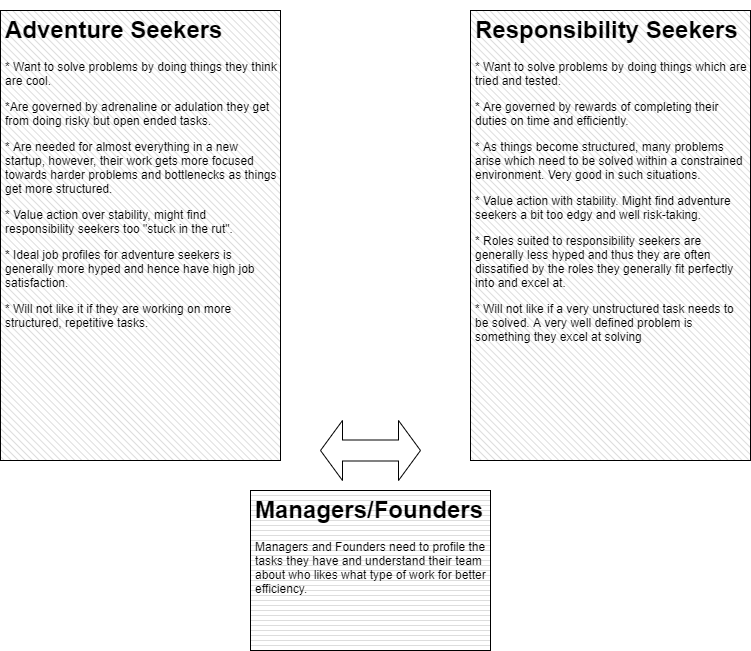 Adventure Seekers
* Want to solve problems by doing things they think
are cool.
*Are governed by adrenaline or adulation they get
from doing risky but open ended tasks.
* Are needed for almost everything in a new
startup, however, their work gets more focused
towards harder problems and bottlenecks as things
get more structured.
* Value action over stability, might find
responsibility seekers too "stuck in the rut".
* Ideal job profiles for adventure seekers is
generally more hyped and hence have high job
satisfaction.
* Will not like it if they are working on more
structured, repetitive tasks.
Responsibility Seekers
* Want to solve problems by doing things which are
tried and tested.
* Are governed by rewards of completing their
duties on time and efficiently.
* As things become structured, many problems
arise which need to be solved within a constrained
environment. Very good in such situations.
* Value action with stability. Might find adventure
seekers a bit too edgy and well risk-taking.
* Roles suited to responsibility seekers are
generally less hyped and thus they are often
dissatified by the roles they generally fit perfectly
into and excel at.
* Will not like if a very unstructured task needs to
be solved. A very well defined problem is
something they excel at solving
Managers/Founders
Managers and Founders need to profile the
tasks they have and understand their team
about who likes what type of work for better
efficiency.